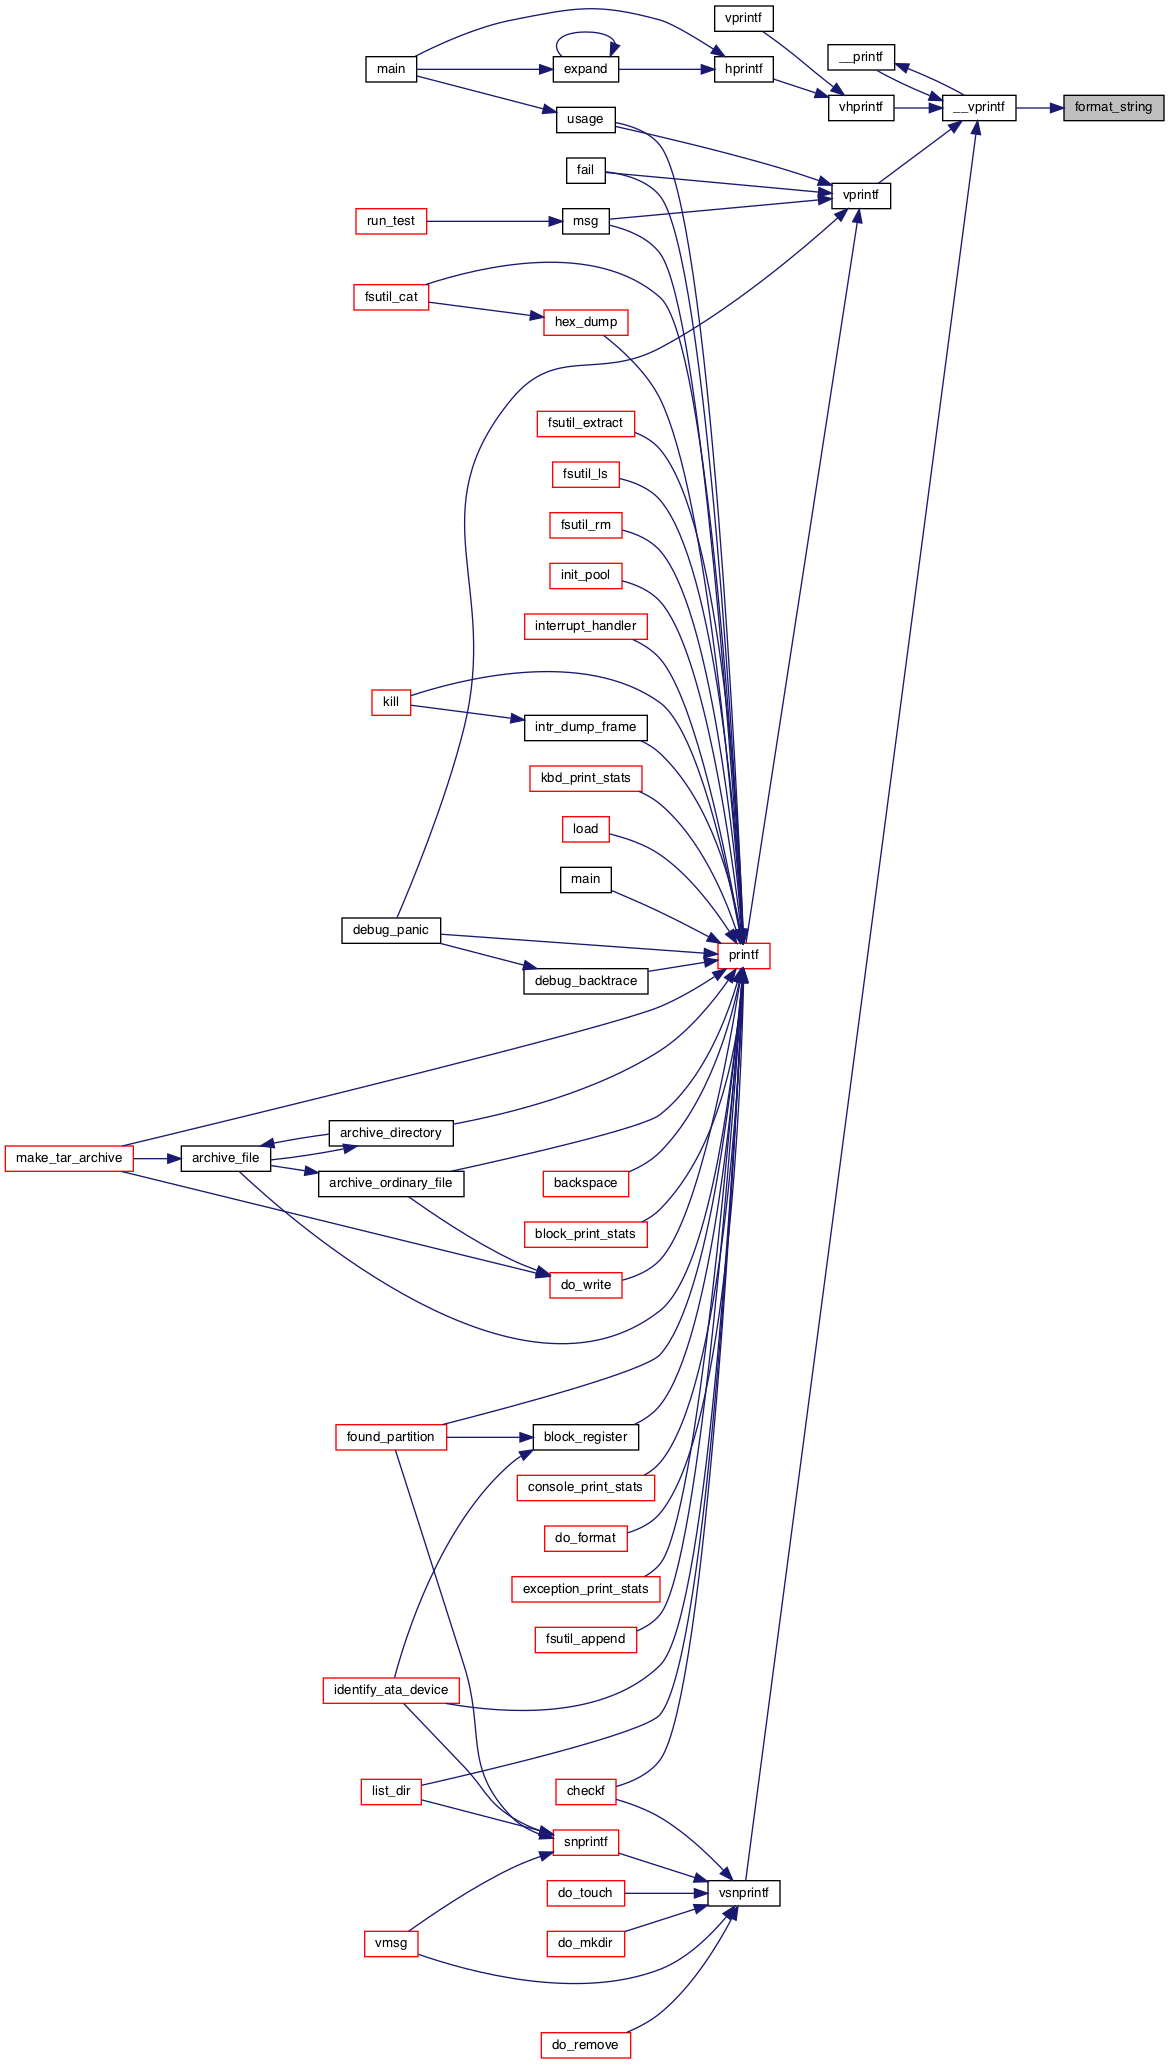 vprintf
__printf
main
expand
hprintf
vhprintf
__vprintf
format_string
usage
fail
vprintf
run_test
msg
fsutil_cat
hex_dump
fsutil_extract
fsutil_ls
fsutil_rm
init_pool
interrupt_handler
kill
intr_dump_frame
kbd_print_stats
load
main
debug_panic
printf
debug_backtrace
archive_directory
make_tar_archive
archive_file
archive_ordinary_file
backspace
block_print_stats
do_write
found_partition
block_register
console_print_stats
do_format
exception_print_stats
fsutil_append
identify_ata_device
list_dir
checkf
snprintf
do_touch
vsnprintf
vmsg
do_mkdir
do_remove